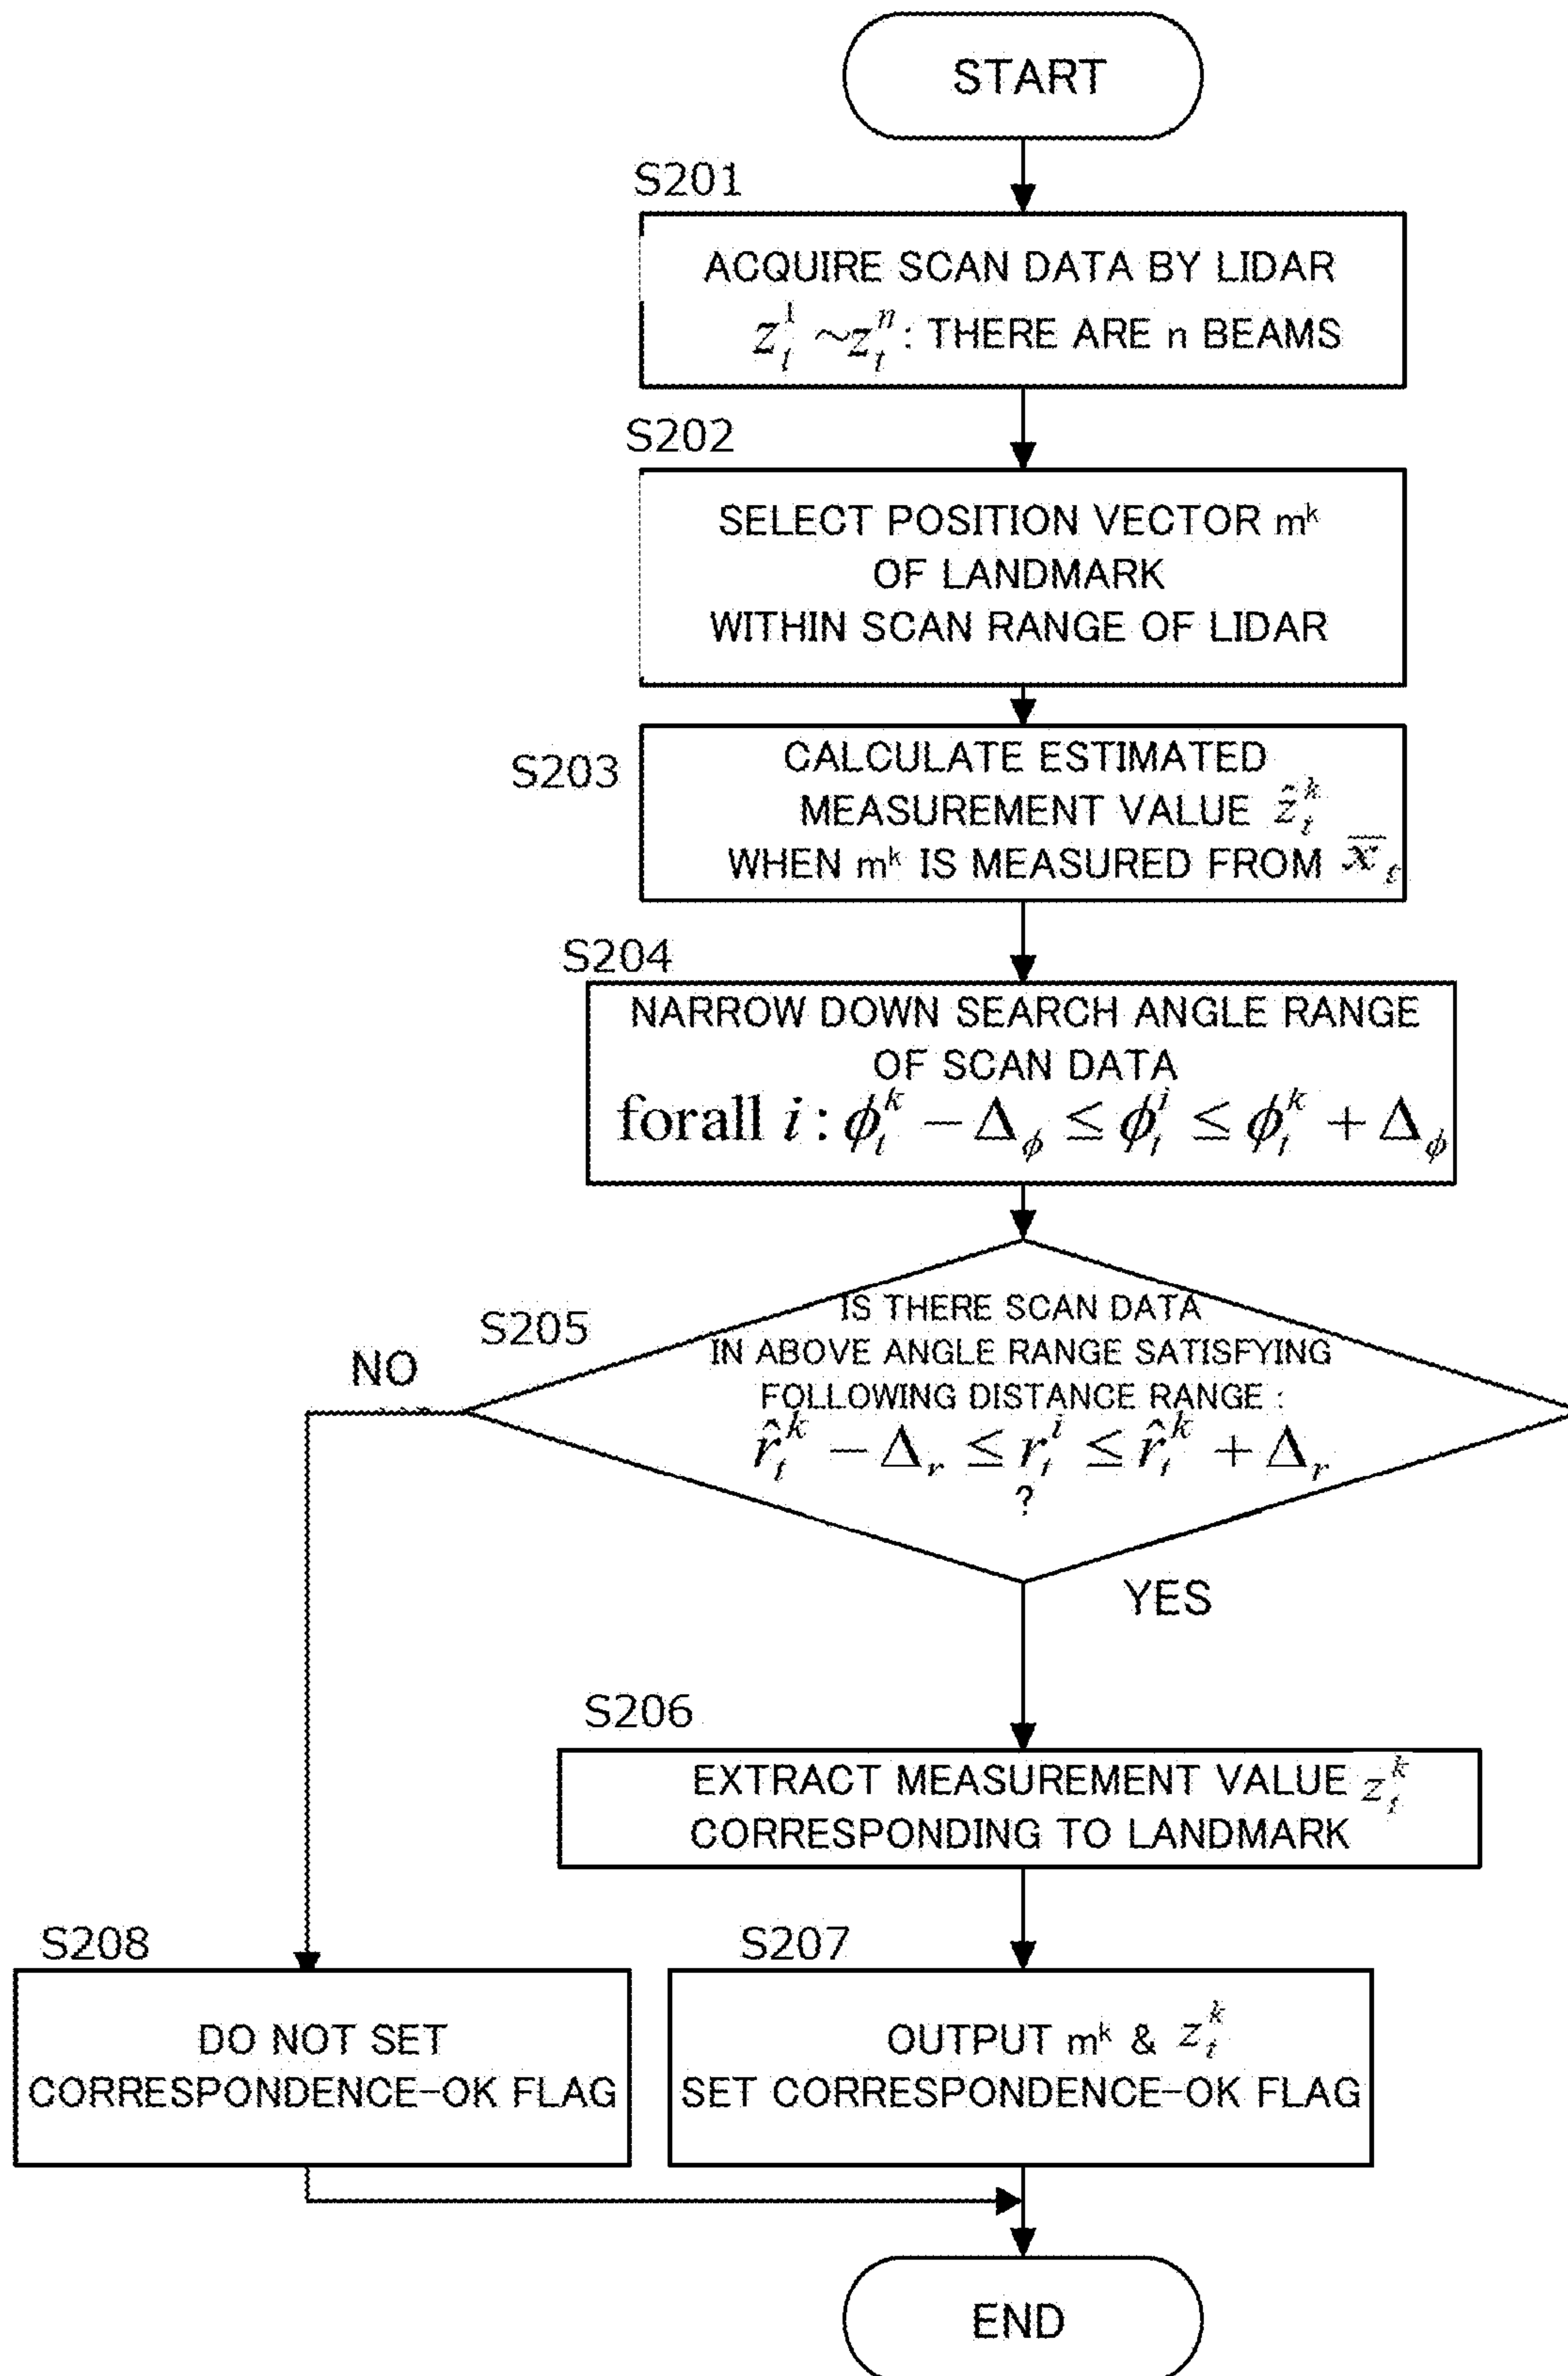 START
S201
ACQUIRE SCAN DATA BY LIDAR
z_t^1 ~ z_t^n : THERE ARE n BEAMS
S202
SELECT POSITION VECTOR m^k
OF LANDMARK
WITHIN SCAN RANGE OF LIDAR
S203
CALCULATE ESTIMATED
MEASUREMENT VALUE ẑ_t^k
WHEN m^k IS MEASURED FROM x̄_t
S204
NARROW DOWN SEARCH ANGLE RANGE
OF SCAN DATA
forall i : ϕ_t^k − Δ_ϕ ≤ ϕ_t^i ≤ ϕ_t^k + Δ_ϕ
S205
IS THERE SCAN DATA
IN ABOVE ANGLE RANGE SATISFYING
FOLLOWING DISTANCE RANGE :
r̂_t^k − Δ_r ≤ r_t^i ≤ r̂_t^k + Δ_r
?
NO
YES
S206
EXTRACT MEASUREMENT VALUE z_t^k
CORRESPONDING TO LANDMARK
S208
DO NOT SET
CORRESPONDENCE-OK FLAG
S207
OUTPUT m^k & z_t^k
SET CORRESPONDENCE-OK FLAG
END